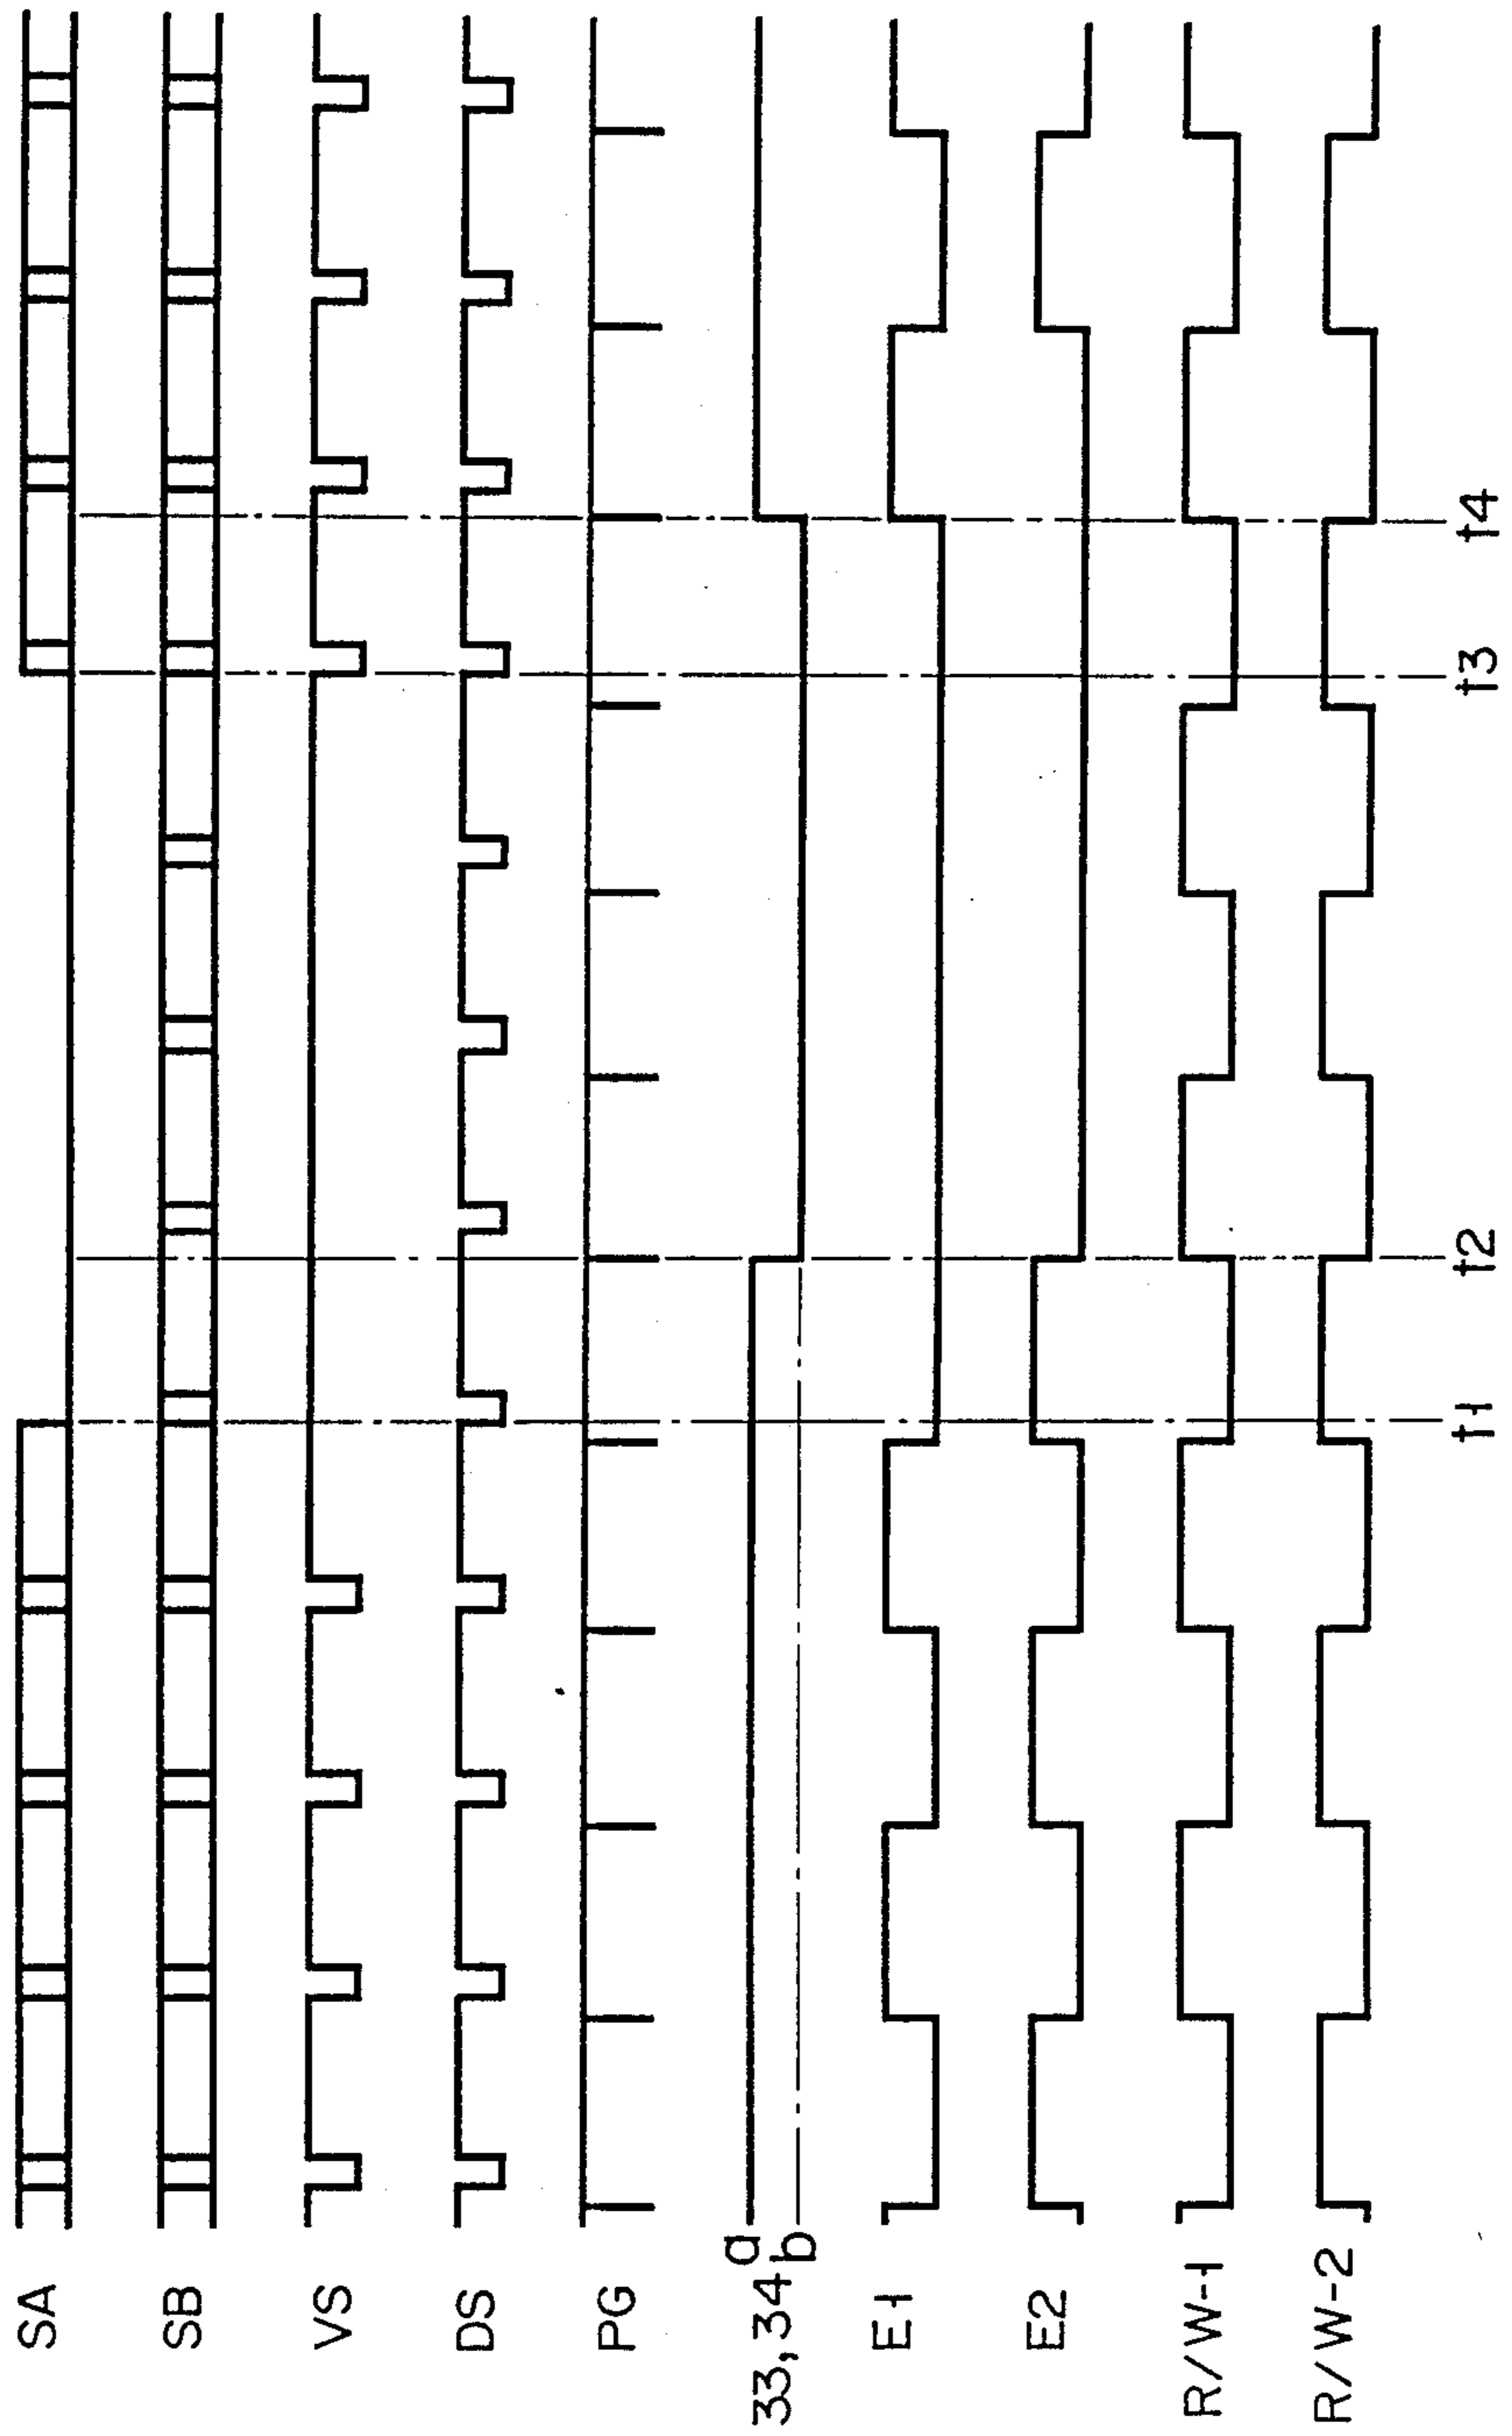 SA
SB
VS
DS
PG
33, 34 a
b
E1
E2
R/W-1
R/W-2
t1 t2 t3 t4